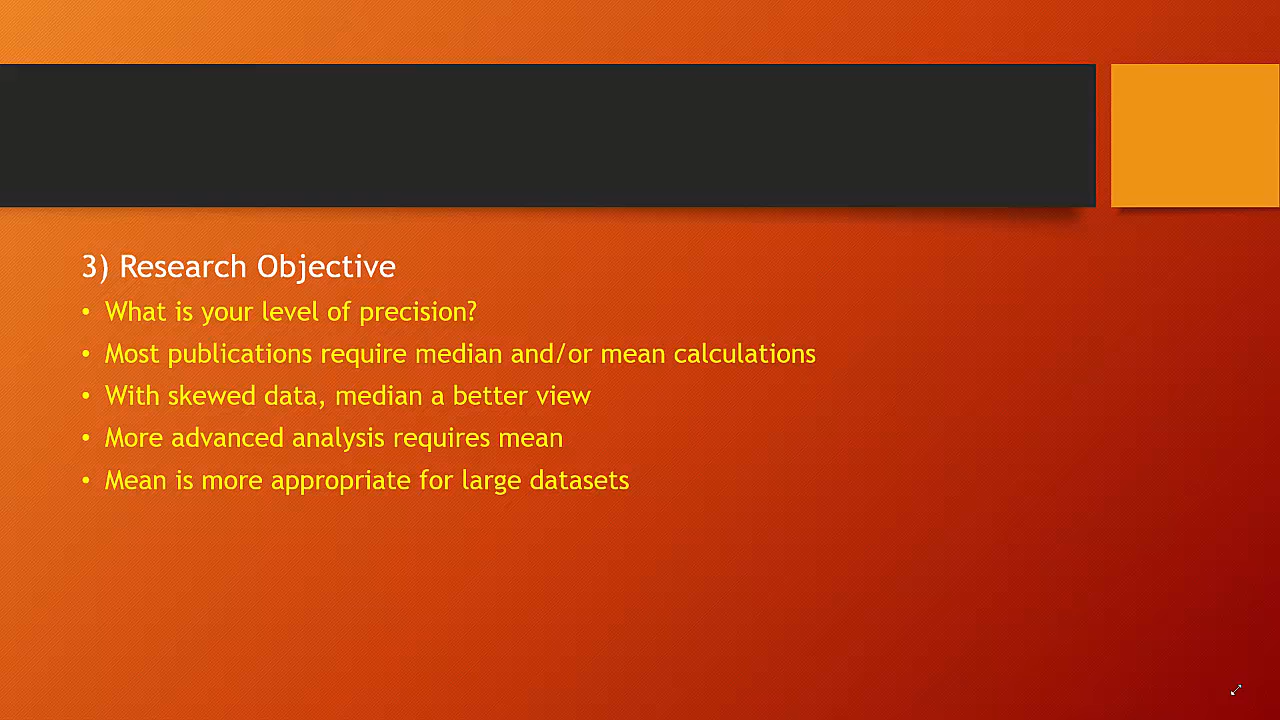 3) Research Objective
• What is your level of precision?
• Most publications require median and/or mean calculations
• With skewed data, median a better view
• More advanced analysis requires mean
• Mean is more appropriate for large datasets